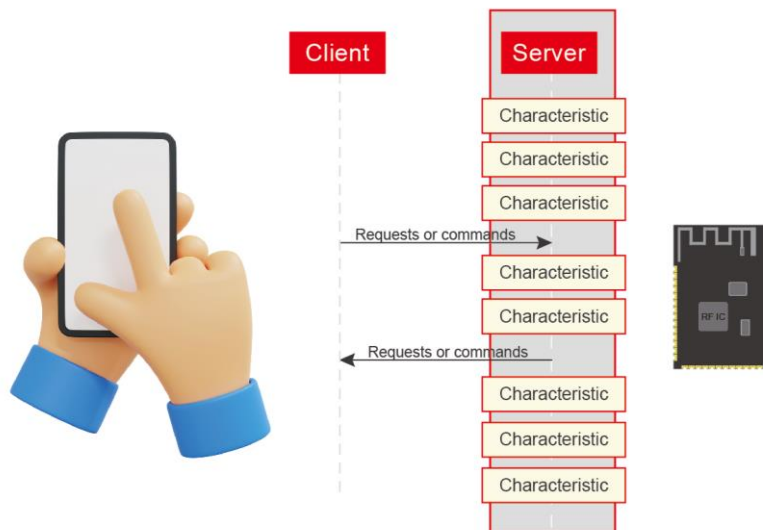 Client
Server
Characteristic
Characteristic
Characteristic
Requests or commands
Characteristic
RF IC
Characteristic
Requests or commands
Characteristic
Characteristic
Characteristic